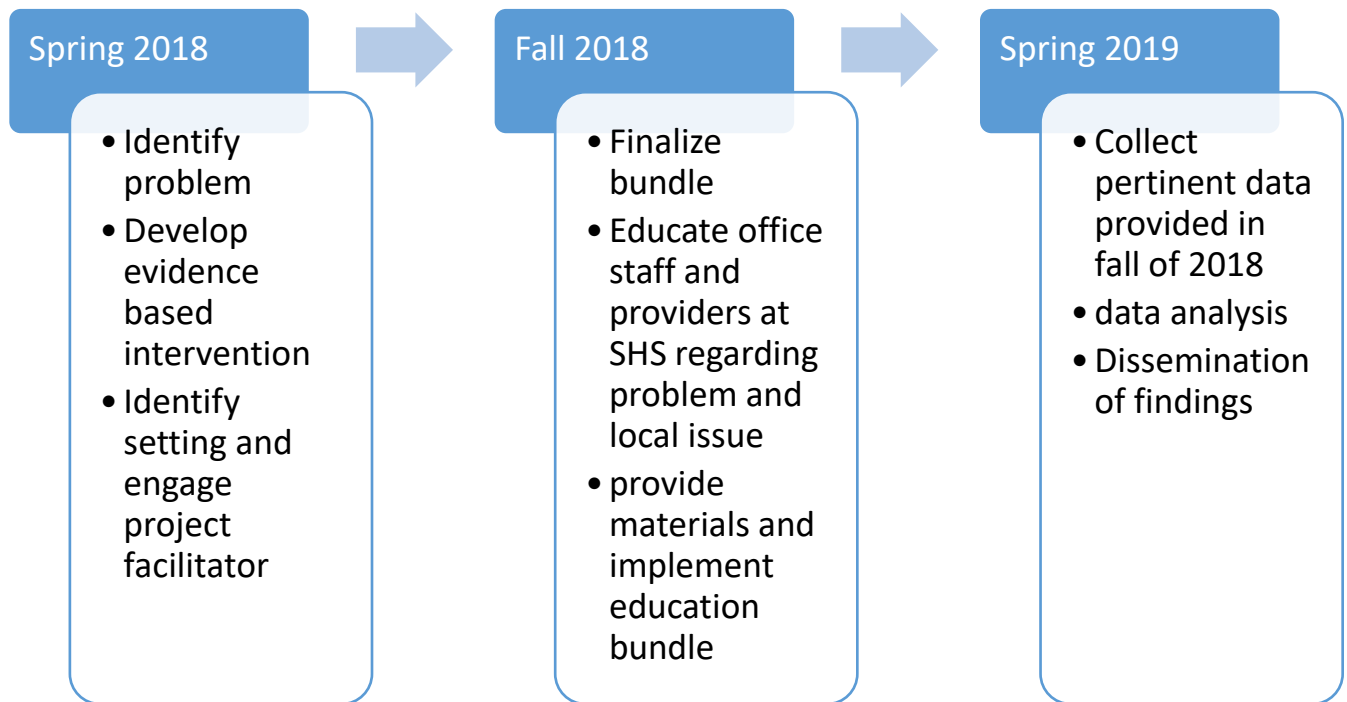 Spring 2018
• Identify
problem
• Develop
evidence
based
intervention
• Identify
setting and
engage
project
facilitator
Fall 2018
• Finalize
bundle
• Educate office
staff and
providers at
SHS regarding
problem and
local issue
• provide
materials and
implement
education
bundle
Spring 2019
• Collect
pertinent data
provided in
fall of 2018
• data analysis
• Dissemination
of findings